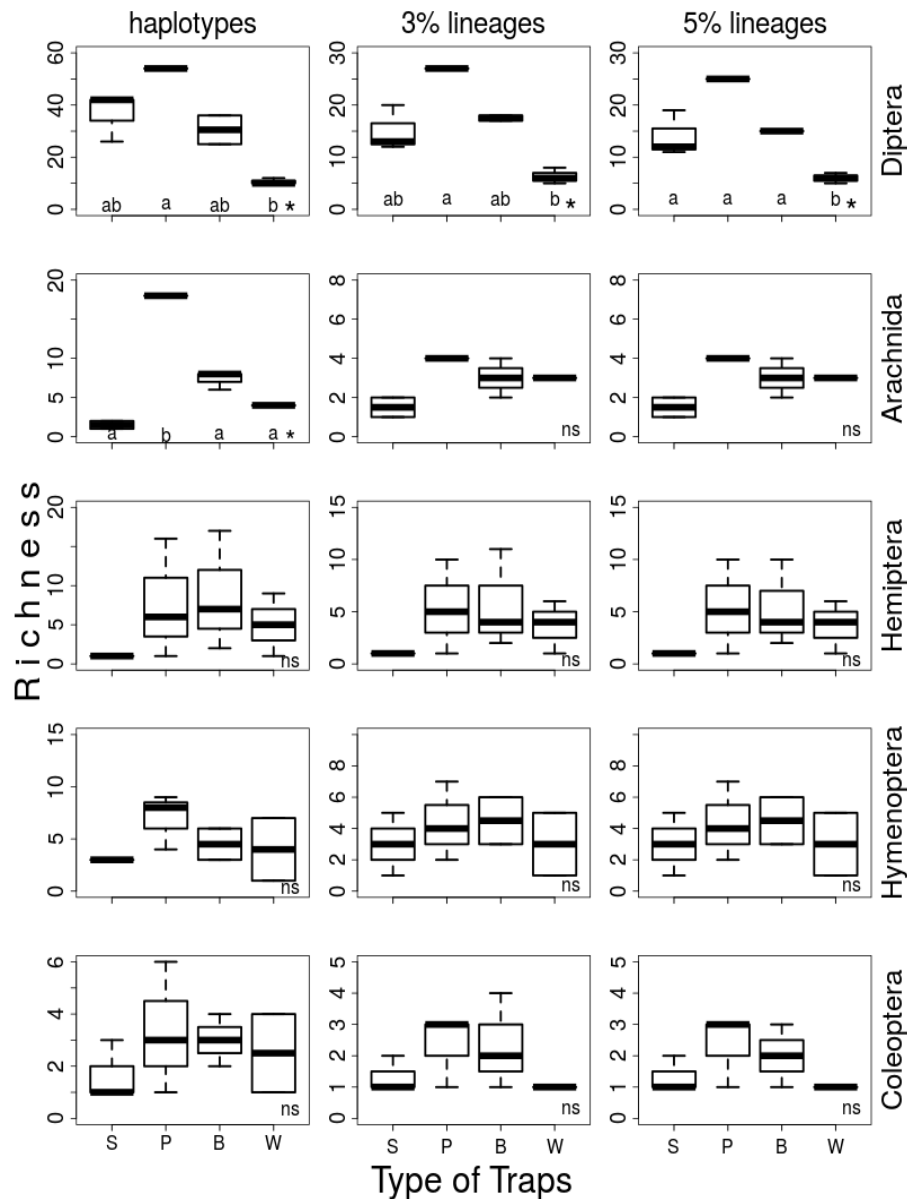 haplotypes 3% lineages 5% lineages
60 30 30
40 20 20
20 10 10
0 0 0
ab a ab b * ab a ab b * a a a b *
Diptera
20 8 8
15 6 6
10 4 4
5 2 2
0 0 0
a b a a * ns ns
Arachnida
20 15 15
15 10 10
10 5 5
5 0 0
0
ns ns ns
Hemiptera
Richness
15 8 8
10 6 6
5 4 4
0 2 2
0 0
ns ns ns
Hymenoptera
6 5 5
4 4 4
2 3 3
0 2 2
1 1
0 0
ns ns ns
Coleoptera
S P B W S P B W S P B W
Type of Traps